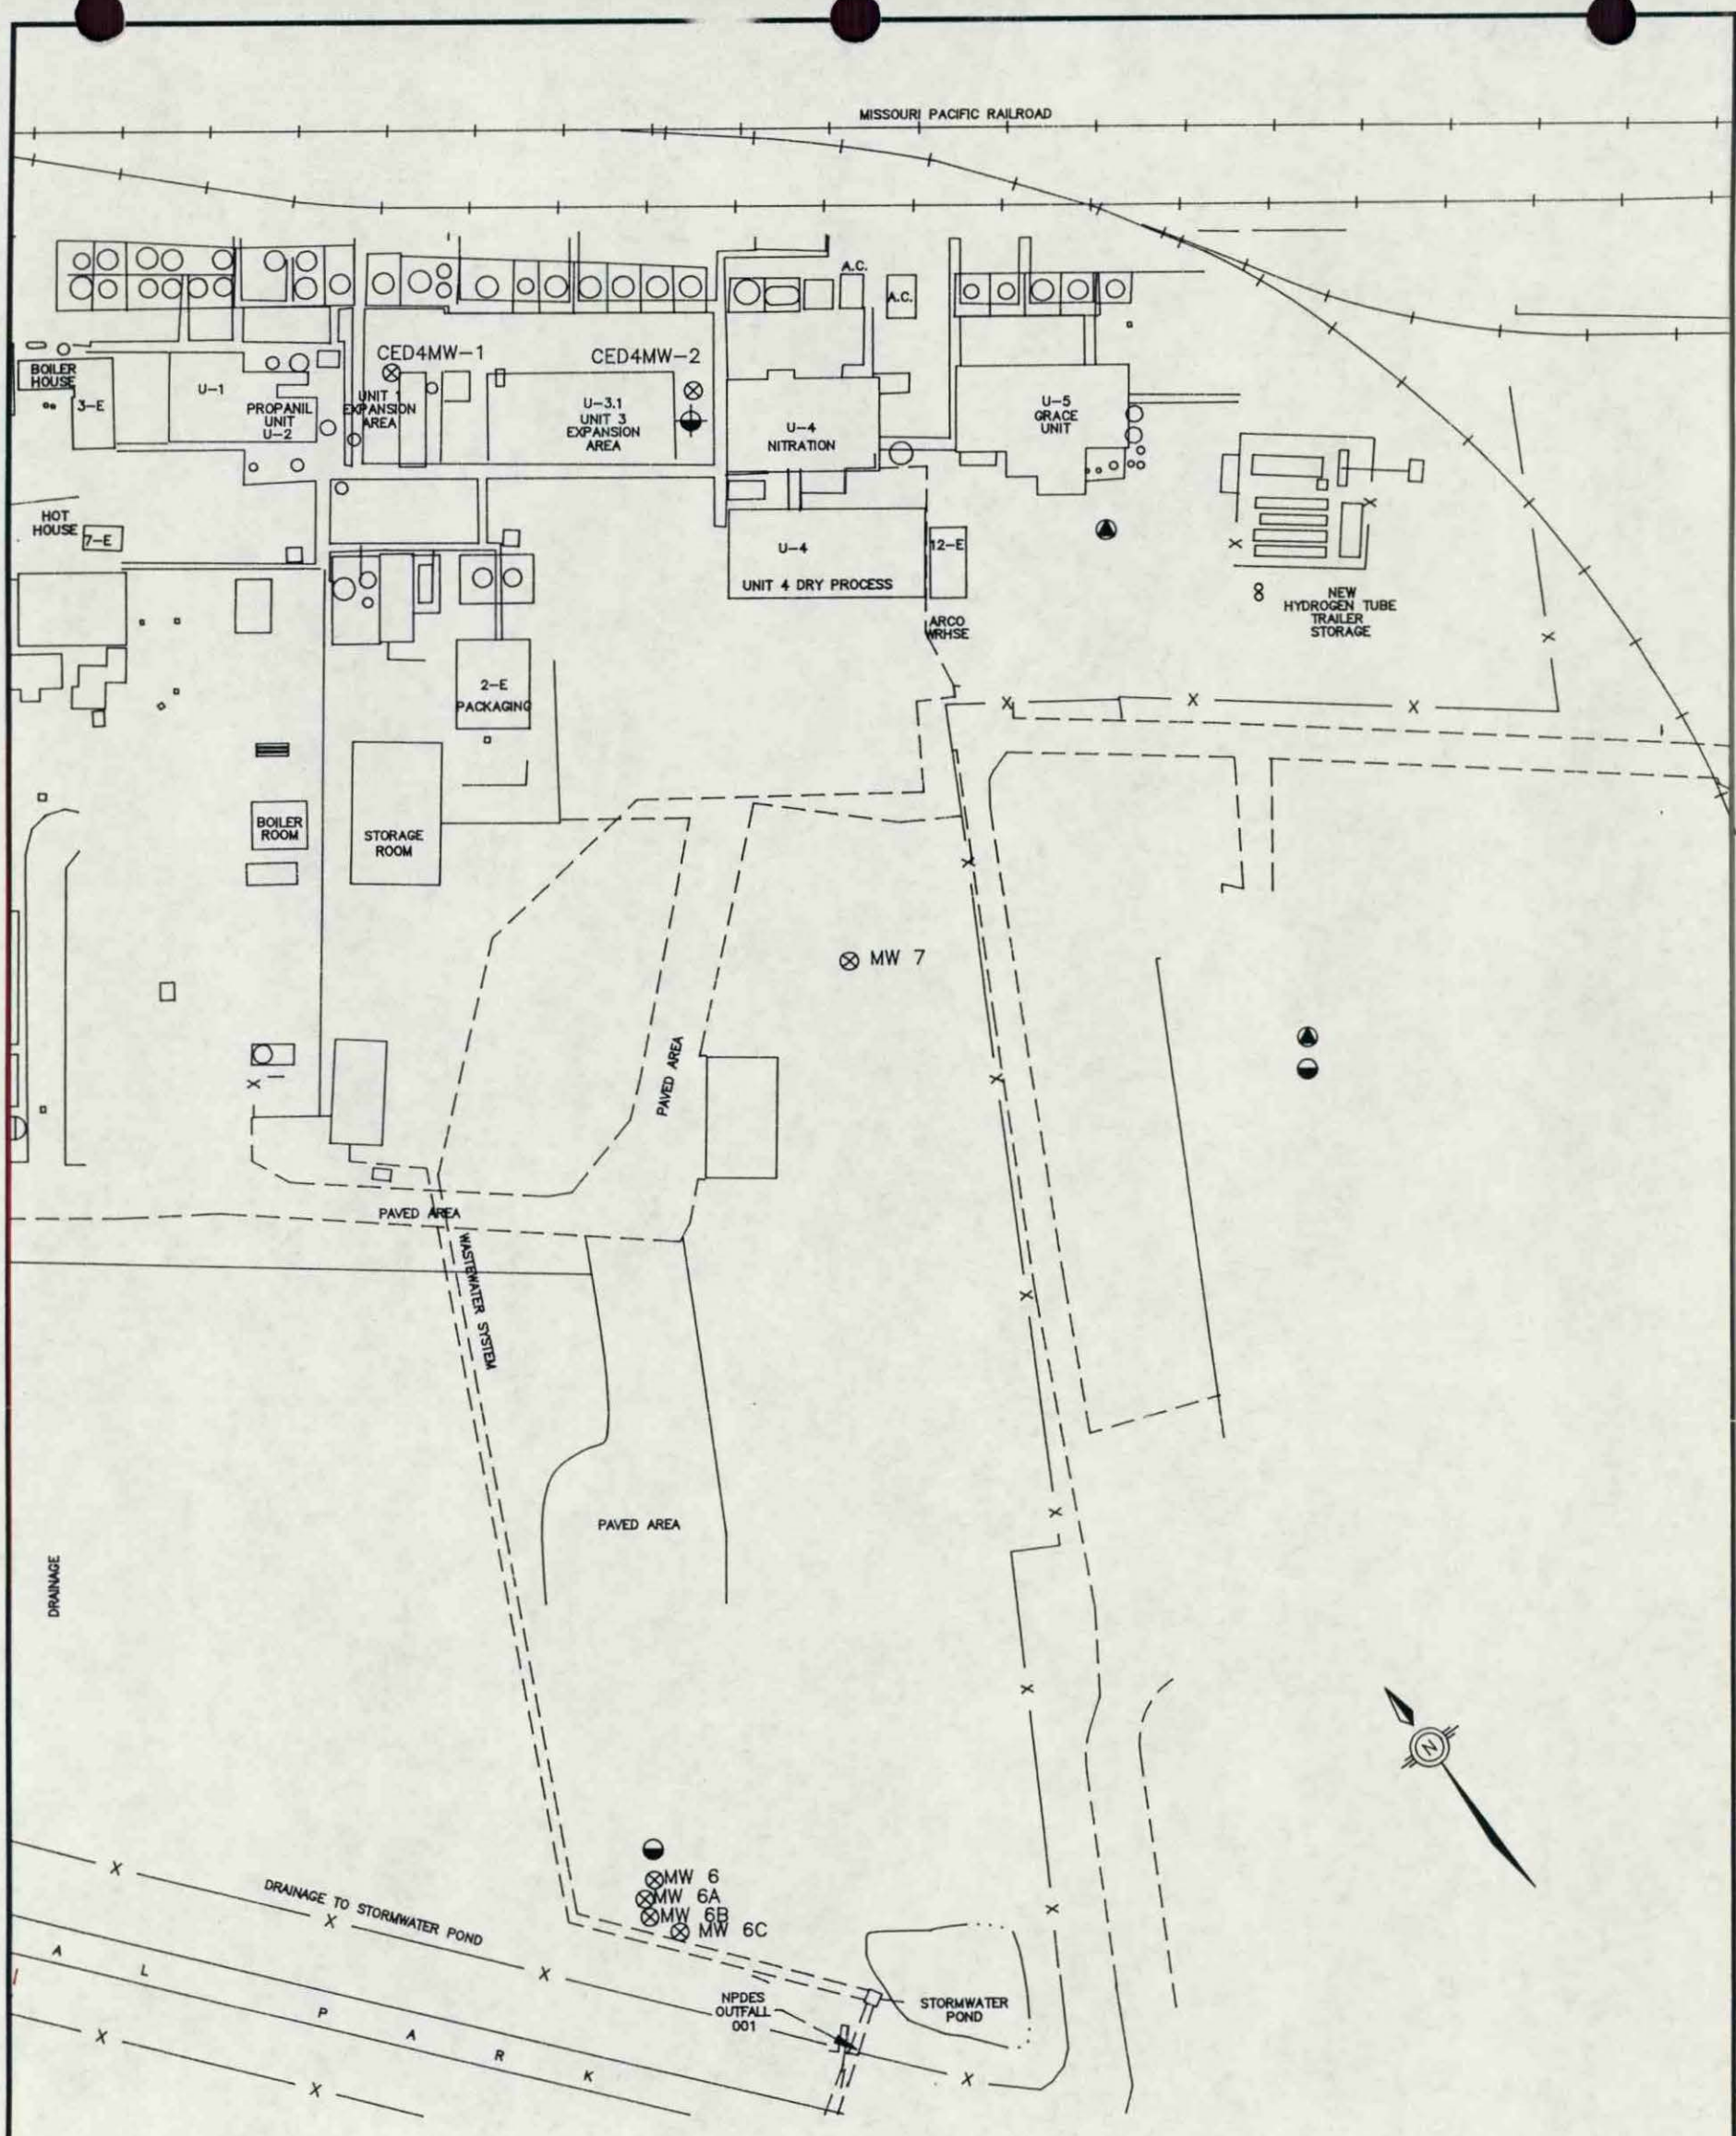 MISSOURI PACIFIC RAILROAD
A.C.
A.C.
CED4MW-1
CED4MW-2
BOILER
HOUSE
3-E
U-1
PROPANIL
UNIT
U-2
UNIT 1
EXPANSION
AREA
U-3.1
UNIT 3
EXPANSION
AREA
U-4
NITRATION
U-5
GRACE
UNIT
HOT
HOUSE
7-E
U-4
UNIT 4 DRY PROCESS
12-E
ARCO
WRHSE
NEW
HYDROGEN TUBE
TRAILER
STORAGE
2-E
PACKAGING
BOILER
ROOM
STORAGE
ROOM
MW 7
PAVED AREA
PAVED AREA
WASTEWATER SYSTEM
PAVED AREA
DRAINAGE
N
MW 6
MW 6A
MW 6B
MW 6C
DRAINAGE TO STORMWATER POND
NPDES
OUTFALL
001
STORMWATER
POND
A L P A R K